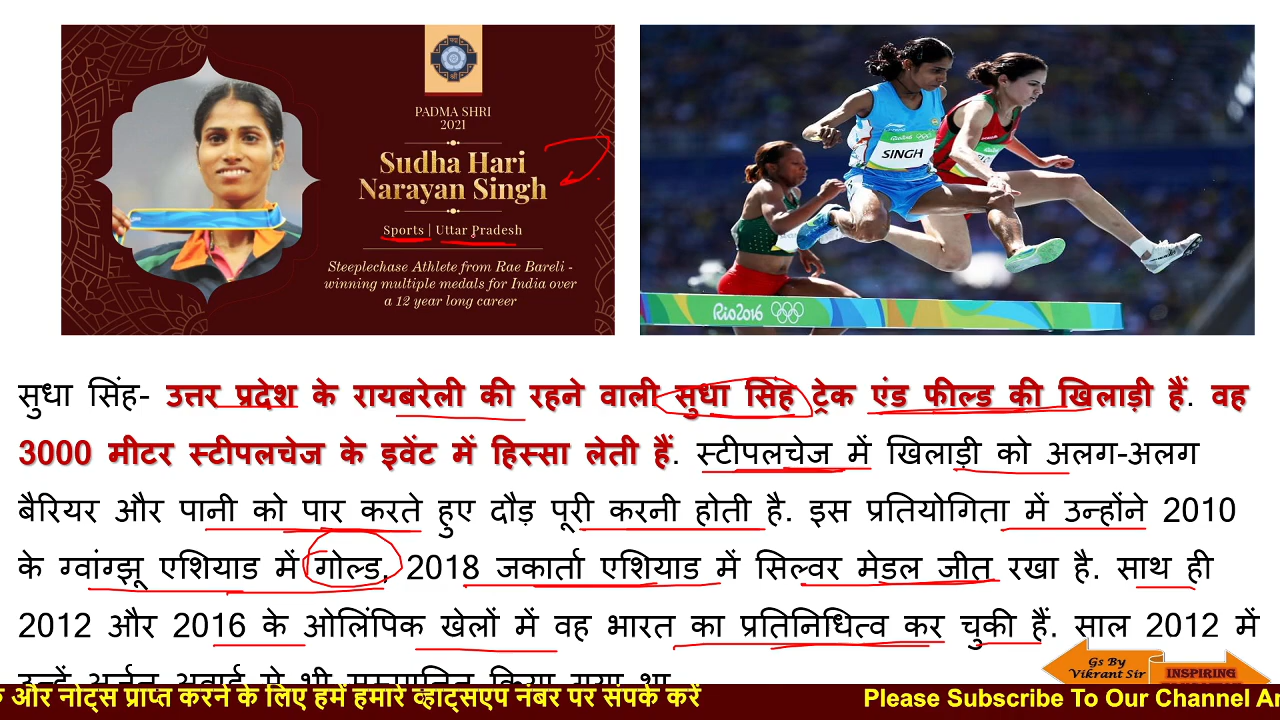 PADMA SHRI
2021
Sudha Hari
Narayan Singh
Sports | Uttar Pradesh
Steeplechase Athlete from Rae Bareli -
winning multiple medals for India over
a 12 year long career
SINGH
Rio2016
सुधा सिंह- उत्तर प्रदेश के रायबरेली की रहने वाली सुधा सिंह ट्रेक एंड फील्ड की खिलाड़ी हैं. वह
3000 मीटर स्टीपलचेज के इवेंट में हिस्सा लेती हैं. स्टीपलचेज में खिलाड़ी को अलग-अलग
बैरियर और पानी को पार करते हुए दौड़ पूरी करनी होती है. इस प्रतियोगिता में उन्होंने 2010
के ग्वांग्झू एशियाड में गोल्ड, 2018 जकार्ता एशियाड में सिल्वर मेडल जीत रखा है. साथ ही
2012 और 2016 के ओलिंपिक खेलों में वह भारत का प्रतिनिधित्व कर चुकी हैं. साल 2012 में
Gs By
Vikrant Sir
INSPIRING
और नोट्स प्राप्त करने के लिए हमें हमारे व्हाट्सएप नंबर पर संपर्क करें
Please Subscribe To Our Channel